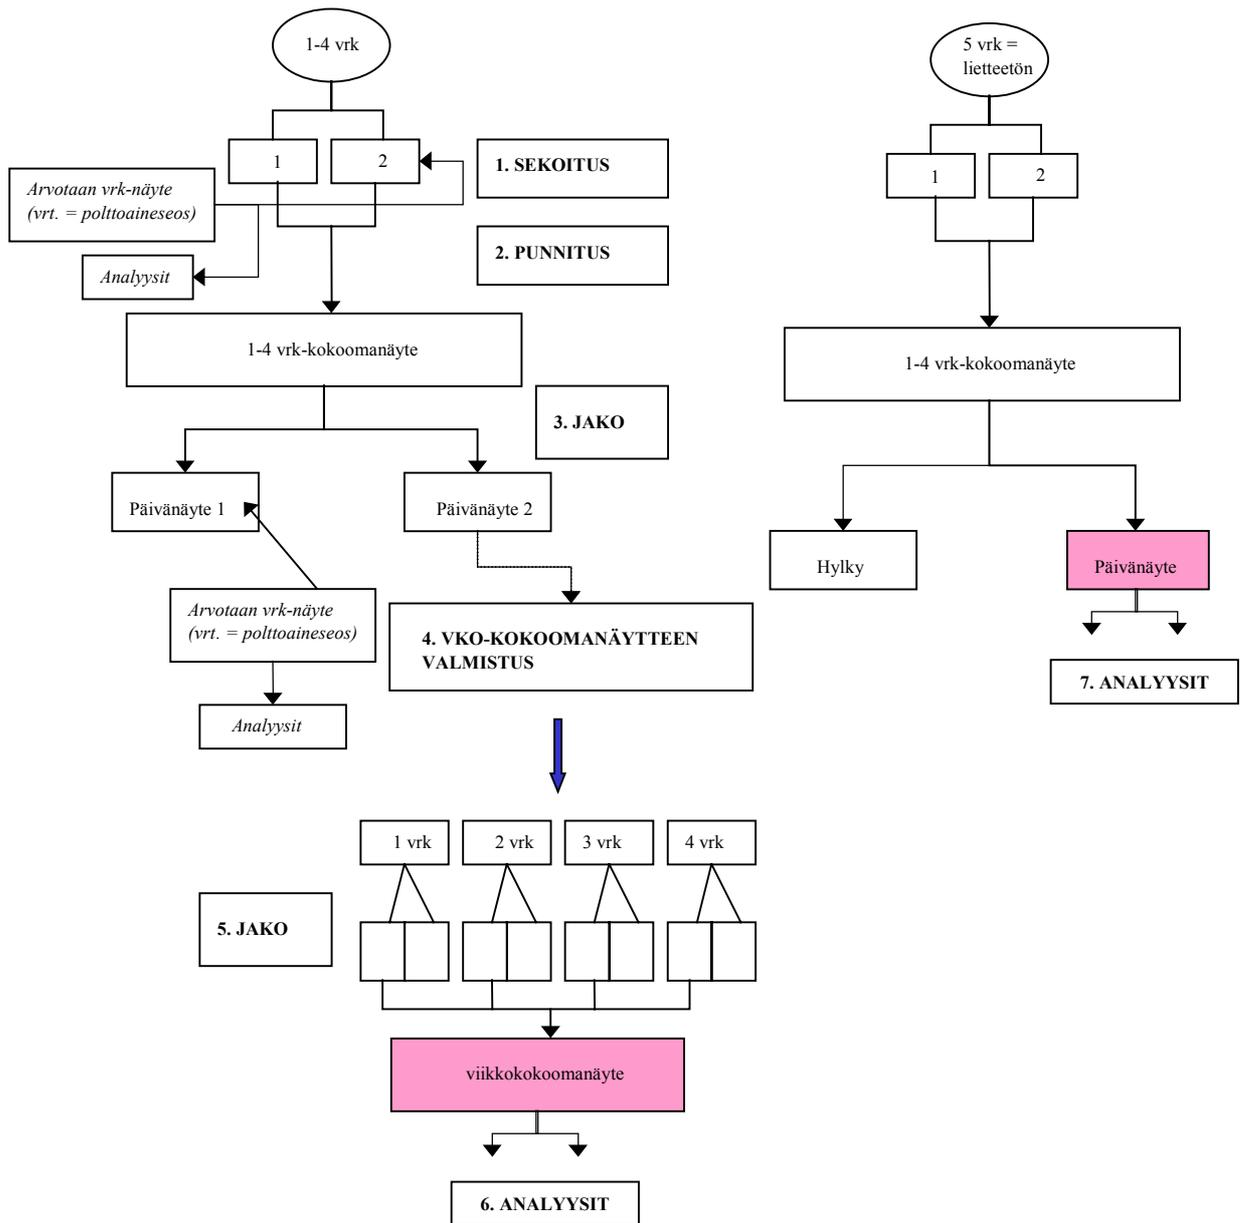 1-4 vrk
5 vrk =
lietteetön
1
2
1. SEKOITUS
1
2
Arvotaan vrk-näyte
(vrt. = polttoaineseos)
2. PUNNITUS
Analyysit
1-4 vrk-kokoomanäyte
1-4 vrk-kokoomanäyte
3. JAKO
Päivänäyte 1
Päivänäyte 2
Hylky
Päivänäyte
Arvotaan vrk-näyte
(vrt. = polttoaineseos)
4. VKO-KOKOOMANÄYTTEEN
VALMISTUS
7. ANALYYSIT
Analyysit
1 vrk
2 vrk
3 vrk
4 vrk
5. JAKO
viikkokokoomanäyte
6. ANALYYSIT